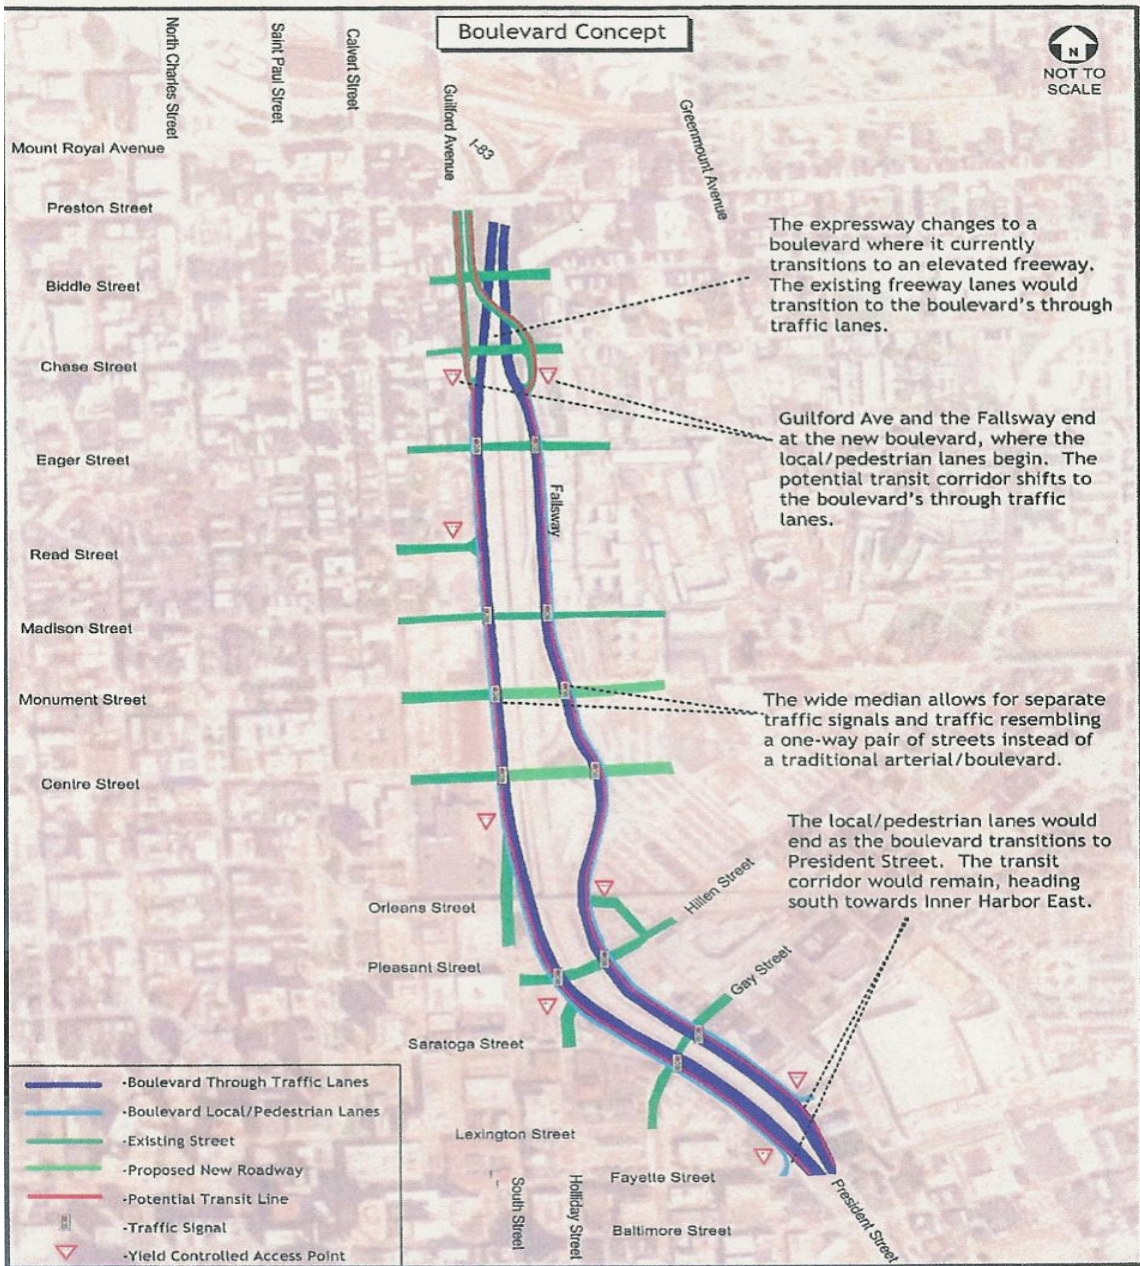 Boulevard Concept
N
NOT TO
SCALE
North Charles Street
Saint Paul Street
Calvert Street
Guilford Avenue
I-83
Greenmount Avenue
Mount Royal Avenue
Preston Street
Biddle Street
Chase Street
Eager Street
Read Street
Madison Street
Monument Street
Centre Street
Orleans Street
Pleasant Street
Saratoga Street
Lexington Street
Fayette Street
Baltimore Street
Fallsway
Hillen Street
Gay Street
South Street
Holliday Street
President Street
The expressway changes to a
boulevard where it currently
transitions to an elevated freeway.
The existing freeway lanes would
transition to the boulevard's through
traffic lanes.
Guilford Ave and the Fallsway end
at the new boulevard, where the
local/pedestrian lanes begin. The
potential transit corridor shifts to
the boulevard's through traffic
lanes.
The wide median allows for separate
traffic signals and traffic resembling
a one-way pair of streets instead of
a traditional arterial/boulevard.
The local/pedestrian lanes would
end as the boulevard transitions to
President Street. The transit
corridor would remain, heading
south towards Inner Harbor East.
-Boulevard Through Traffic Lanes
-Boulevard Local/Pedestrian Lanes
-Existing Street
-Proposed New Roadway
-Potential Transit Line
-Traffic Signal
-Yield Controlled Access Point